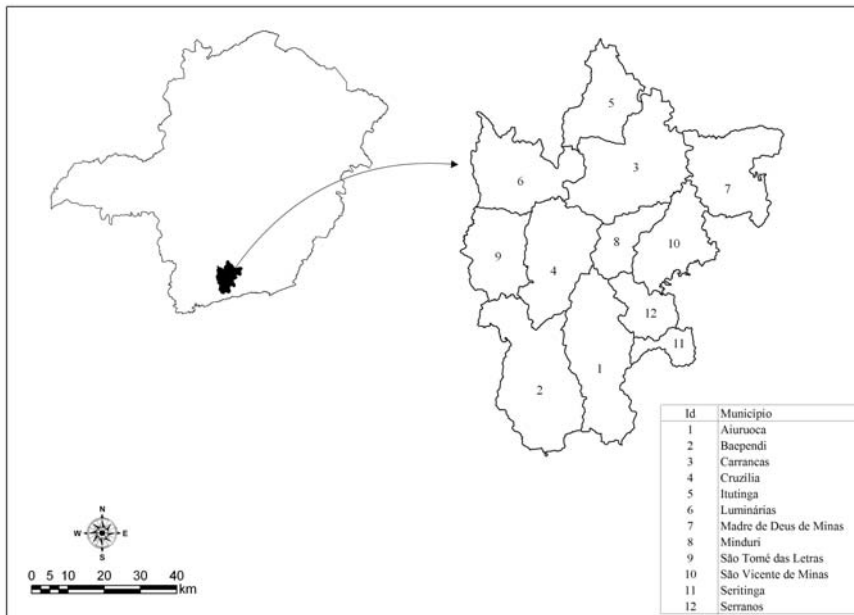 5
3
6
7
8
10
9
4
12
11
1
2
Id Município
1 Aiuruoca
2 Baependi
3 Carrancas
4 Cruzília
5 Itutinga
6 Luminárias
7 Madre de Deus de Minas
8 Minduri
9 São Tomé das Letras
10 São Vicente de Minas
11 Seritinga
12 Serranos
N
W E
S
0 5 10 20 30 40
km